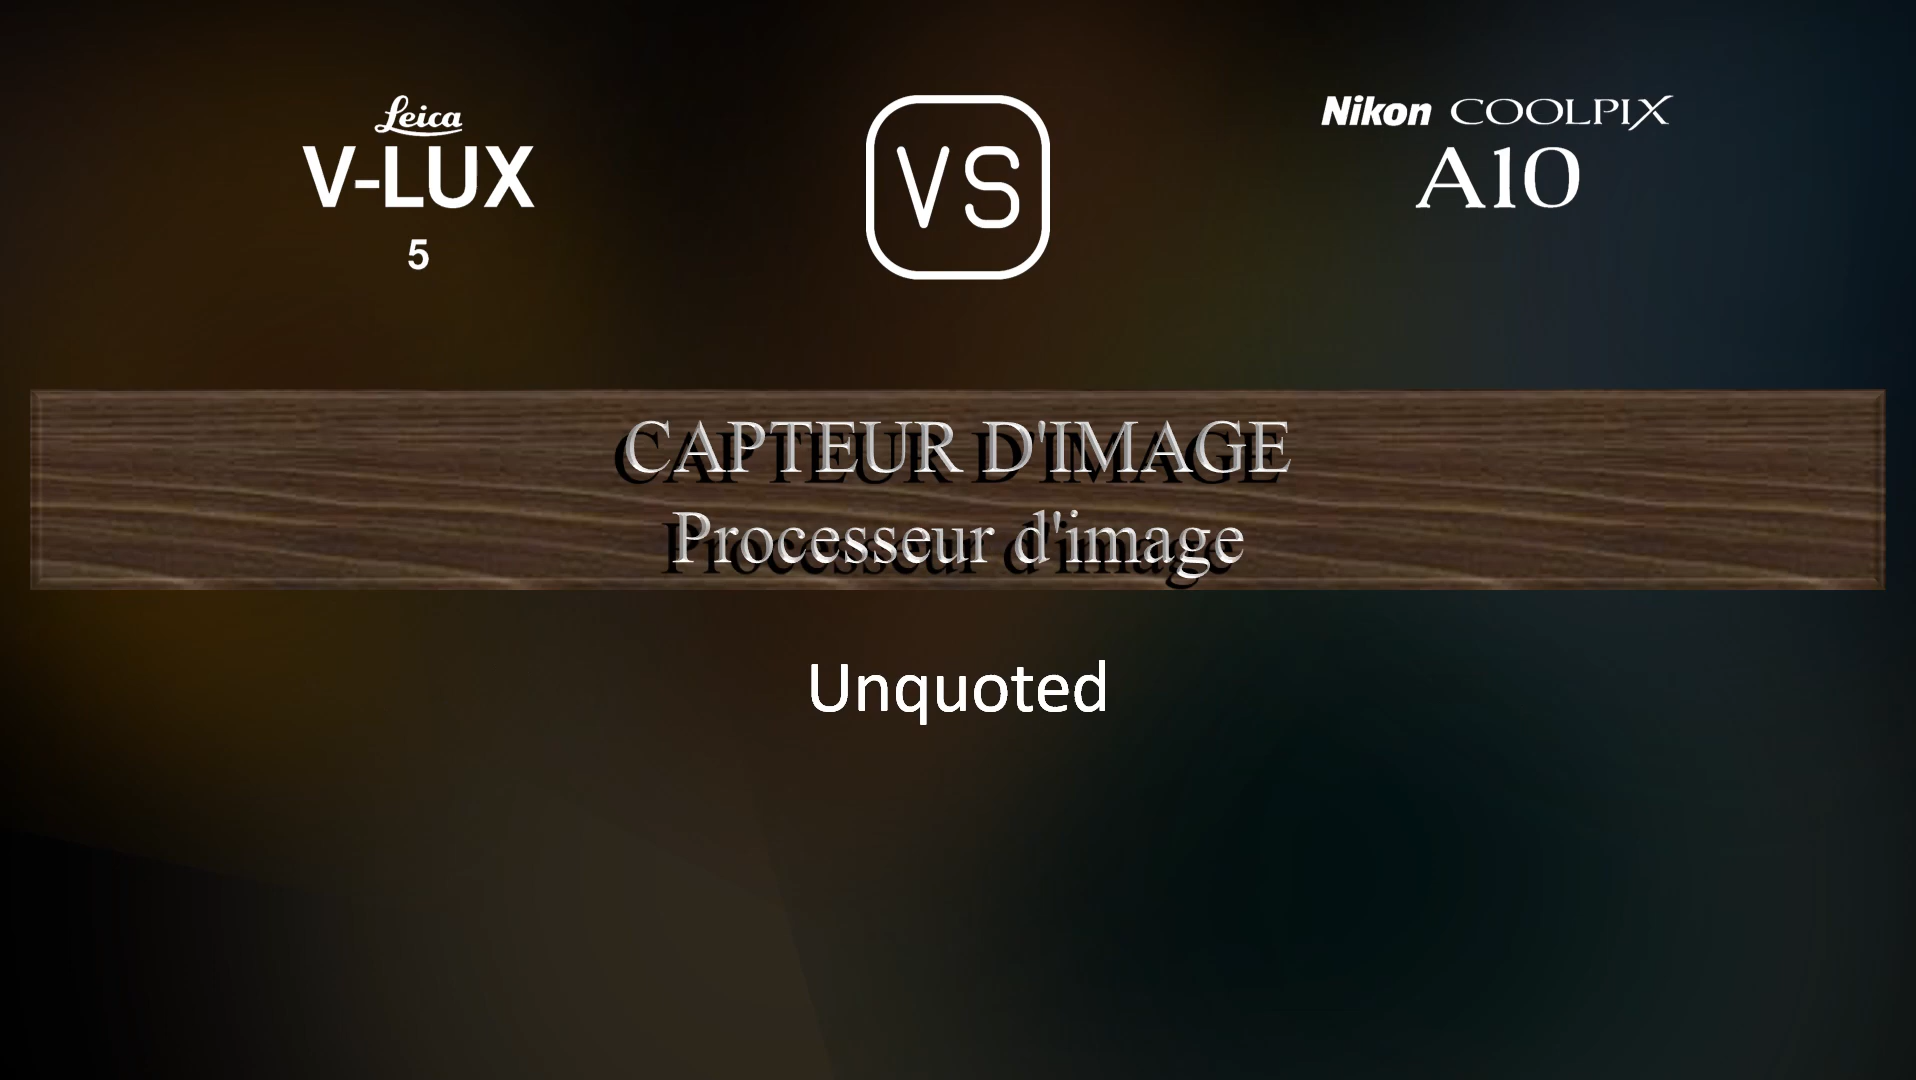 Leica
V-LUX
5
VS
Nikon COOLPIX
A10
CAPTEUR D'IMAGE
Processeur d'image
Unquoted